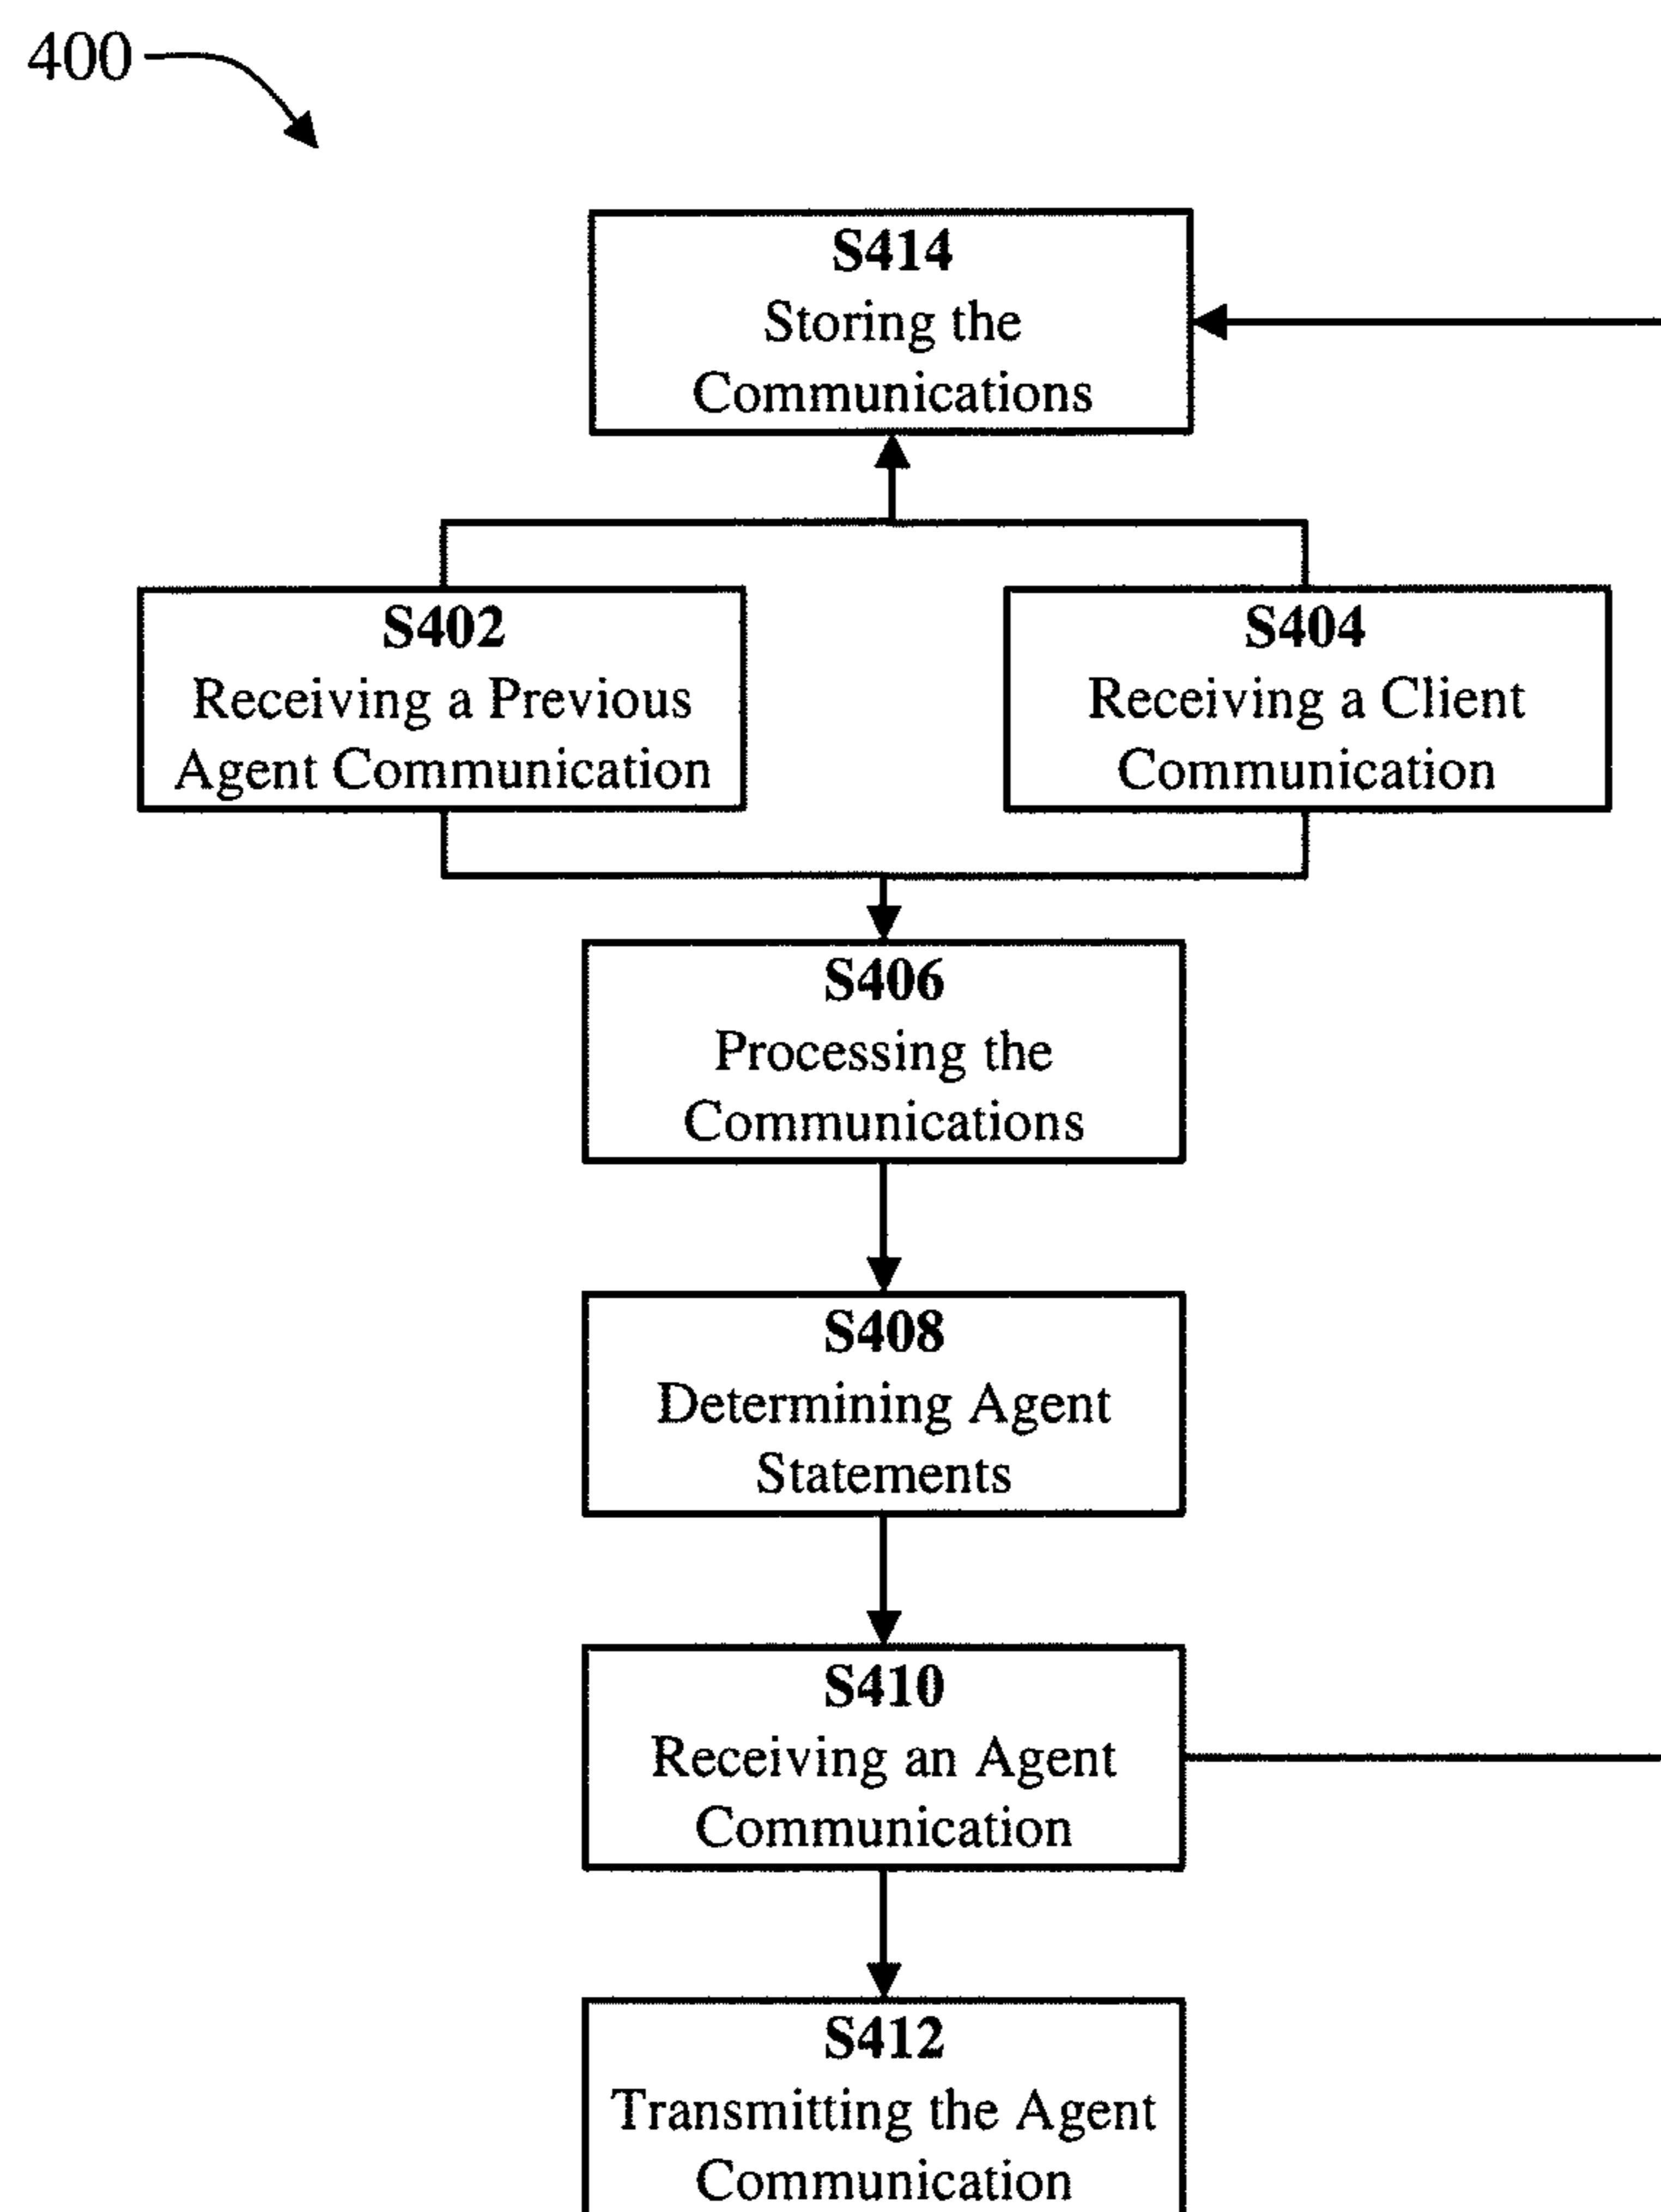 400
S414
Storing the
Communications
S402
Receiving a Previous
Agent Communication
S404
Receiving a Client
Communication
S406
Processing the
Communications
S408
Determining Agent
Statements
S410
Receiving an Agent
Communication
S412
Transmitting the Agent
Communication